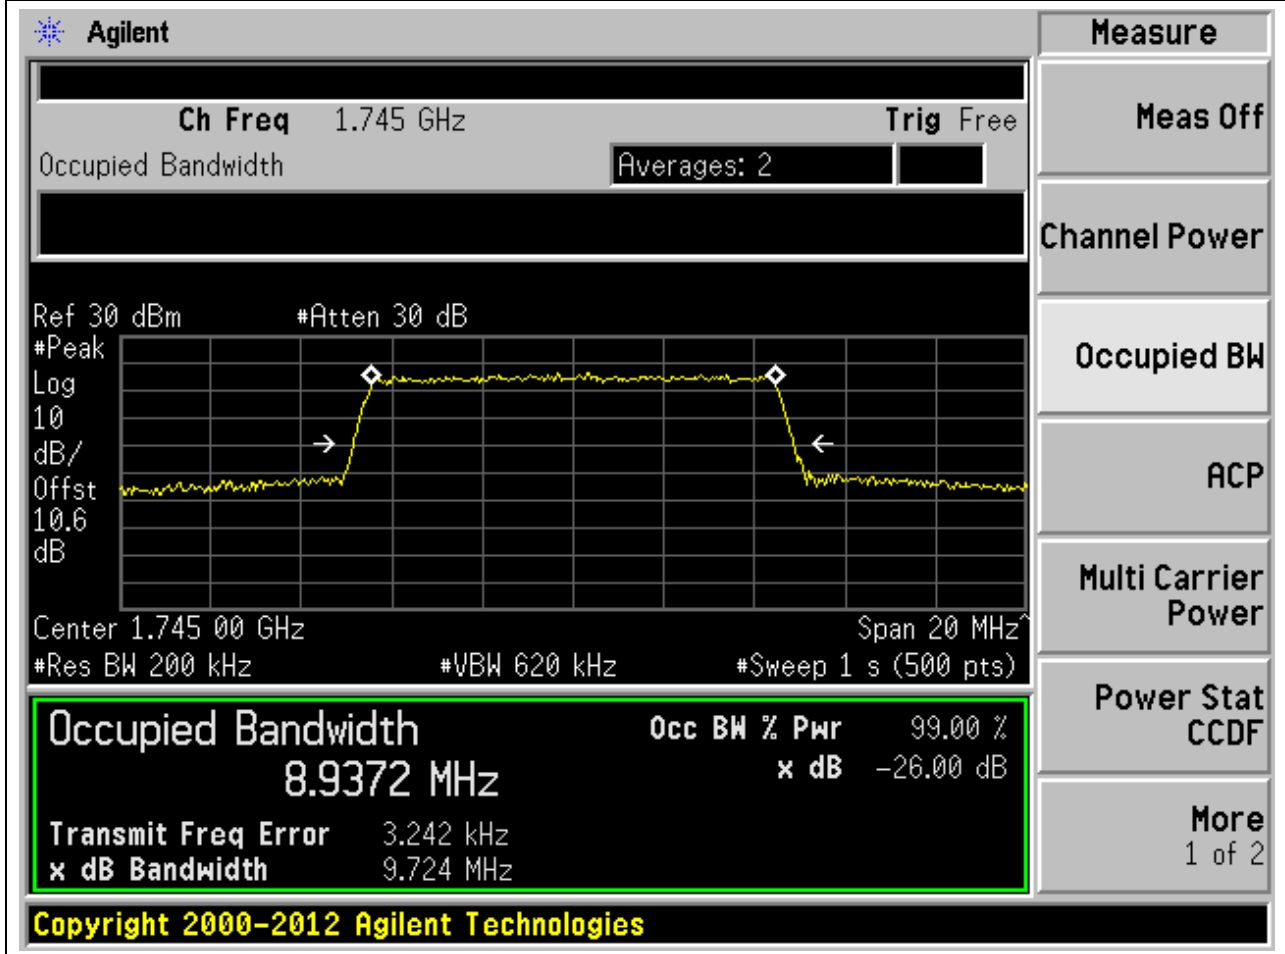 Agilent
Measure
Ch Freq 1.745 GHz Trig Free
Meas Off
Occupied Bandwidth Averages: 2
Channel Power
Ref 30 dBm #Atten 30 dB
#Peak
Log
10
dB/
Offst
10.6
dB
Occupied BW
ACP
Center 1.745 00 GHz Span 20 MHz^
#Res BW 200 kHz #VBW 620 kHz #Sweep 1 s (500 pts)
Multi Carrier
Power
Occupied Bandwidth Occ BW % Pwr 99.00 %
8.9372 MHz x dB -26.00 dB
Transmit Freq Error 3.242 kHz
x dB Bandwidth 9.724 MHz
Power Stat
CCDF
More
1 of 2
Copyright 2000-2012 Agilent Technologies